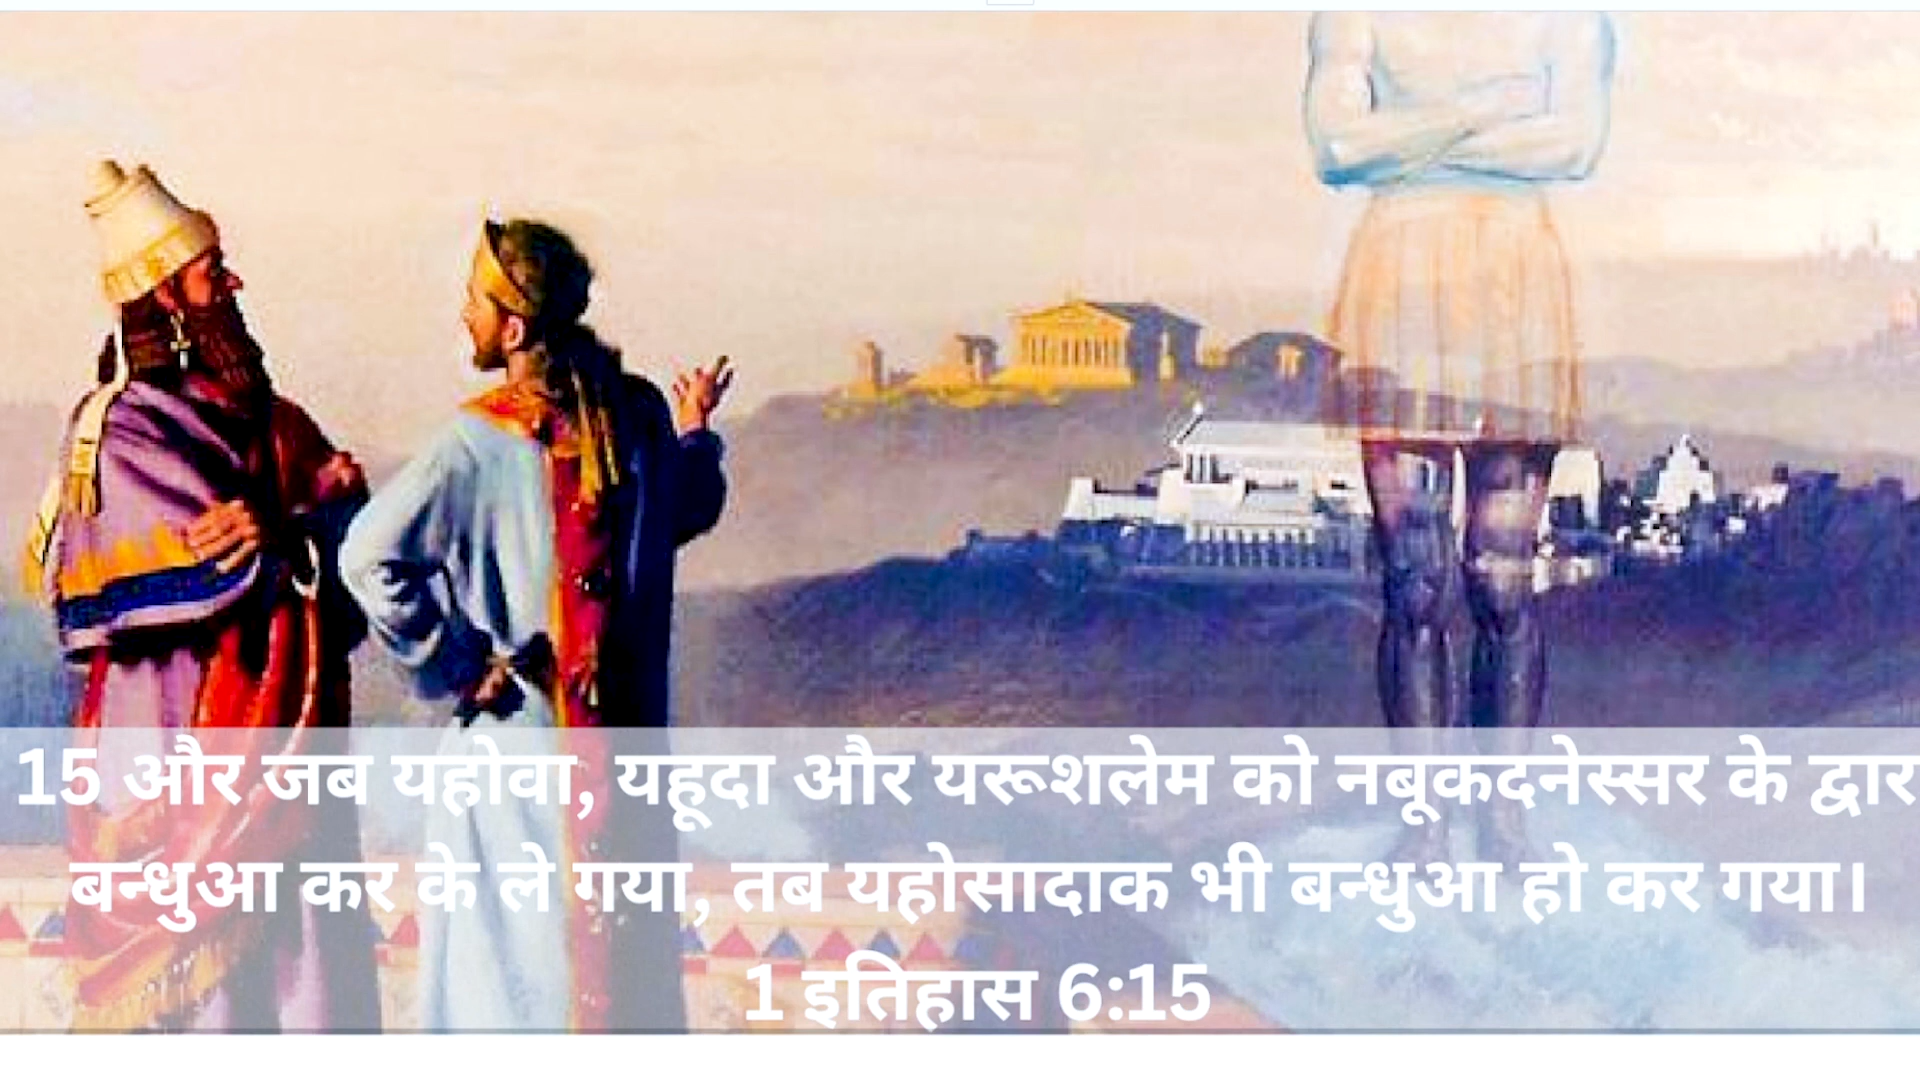 15 और जब यहोवा, यहूदा और यरूशलेम को नबूकदनेस्सर के द्वार
बन्धुआ कर के ले गया, तब यहोसादाक भी बन्धुआ हो कर गया।
1 इतिहास 6:15